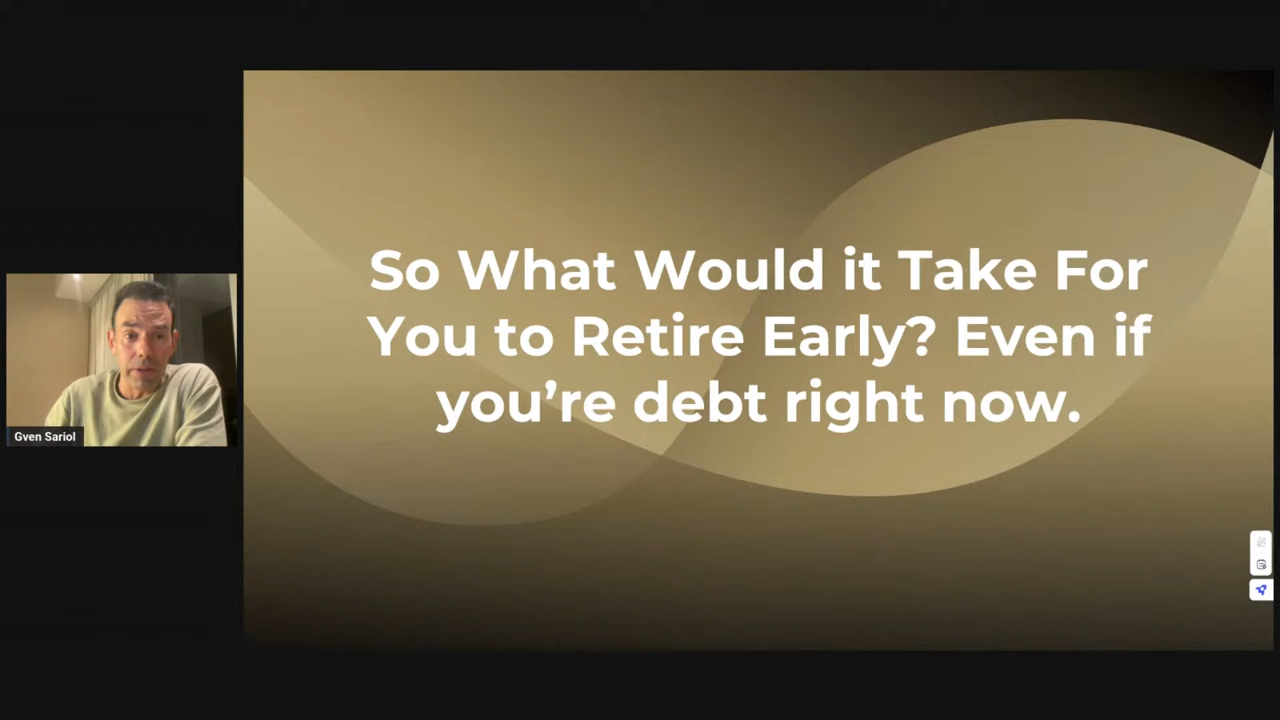 So What Would it Take For
You to Retire Early? Even if
you’re debt right now.
Gven Sariol